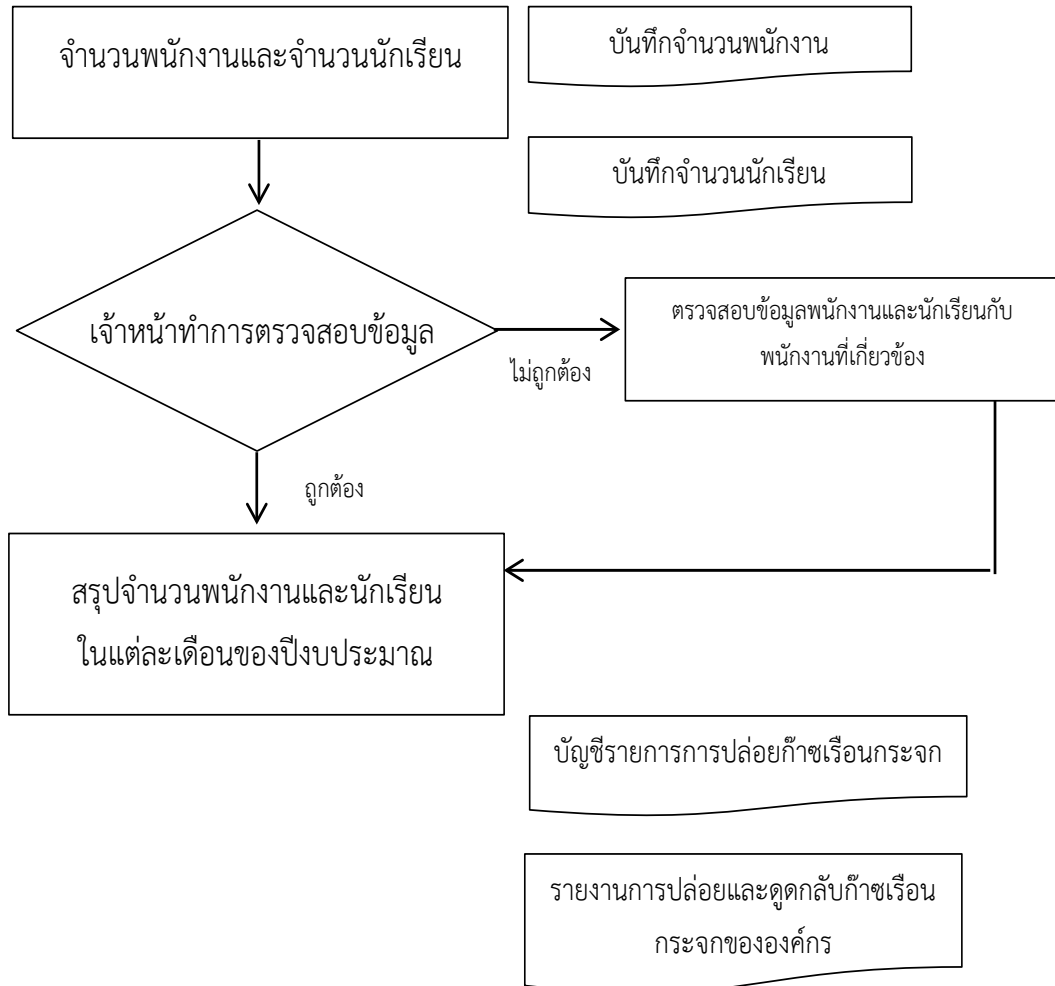 จำนวนพนักงานและจำนวนนักเรียน
บันทึกจำนวนพนักงาน
บันทึกจำนวนนักเรียน
เจ้าหน้าทำการตรวจสอบข้อมูล
ไม่ถูกต้อง
ตรวจสอบข้อมูลพนักงานและนักเรียนกับ
พนักงานที่เกี่ยวข้อง
ถูกต้อง
สรุปจำนวนพนักงานและนักเรียน
ในแต่ละเดือนของปีงบประมาณ
บัญชีรายการการปล่อยก๊าซเรือนกระจก
รายงานการปล่อยและดูดกลับก๊าซเรือน
กระจกขององค์กร